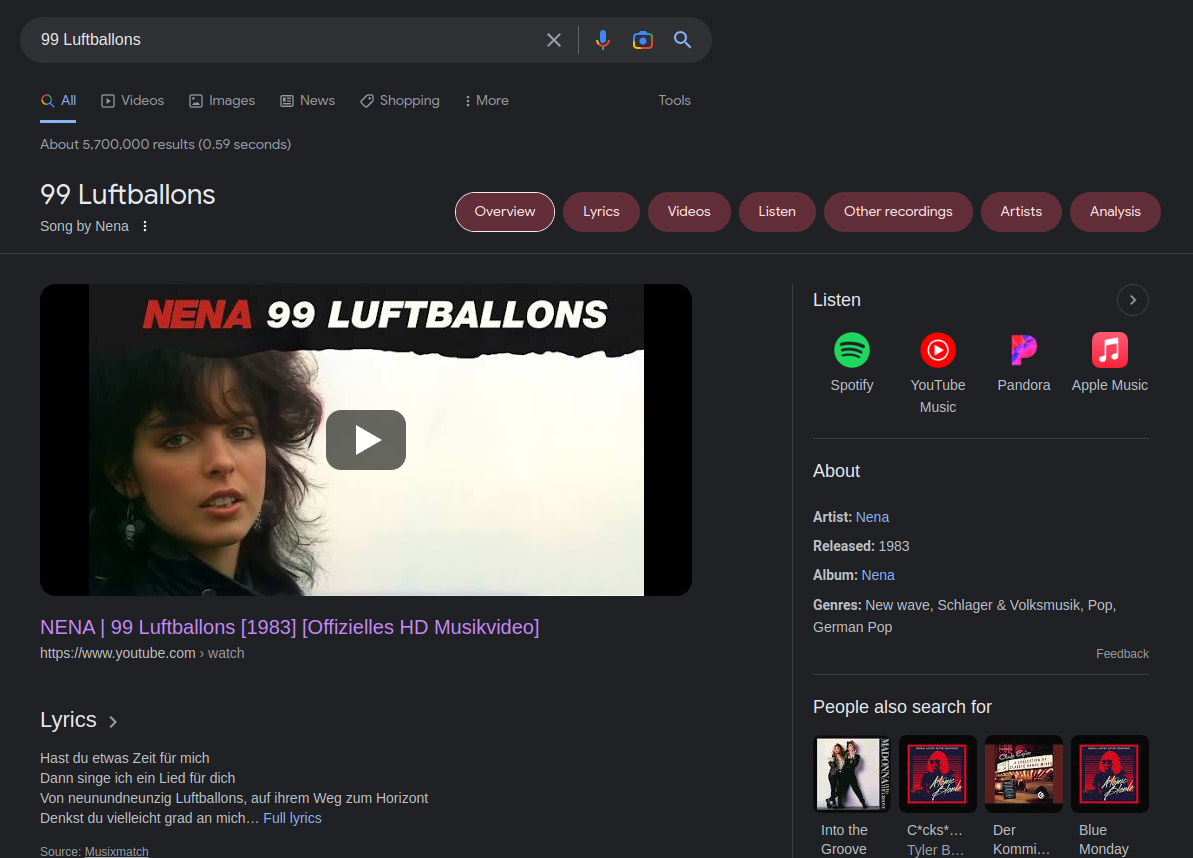 99 Luftballons
All Videos Images News Shopping More Tools
About 5,700,000 results (0.59 seconds)
99 Luftballons
Song by Nena
Overview Lyrics Videos Listen Other recordings Artists Analysis
NENA 99 LUFTBALLONS
NENA | 99 Luftballons [1983] [Offizielles HD Musikvideo]
https://www.youtube.com › watch
Lyrics
Hast du etwas Zeit für mich
Dann singe ich ein Lied für dich
Von neunundneunzig Luftballons, auf ihrem Weg zum Horizont
Denkst du vielleicht grad an mich… Full lyrics
Source: Musixmatch
Listen
Spotify YouTube Music Pandora Apple Music
About
Artist: Nena
Released: 1983
Album: Nena
Genres: New wave, Schlager & Volksmusik, Pop,
German Pop
Feedback
People also search for
MADONNA
Atomic Blonde
Atomic Blonde
Into the
Groove
C*cks*…
Tyler B…
Der
Kommi…
Blue
Monday